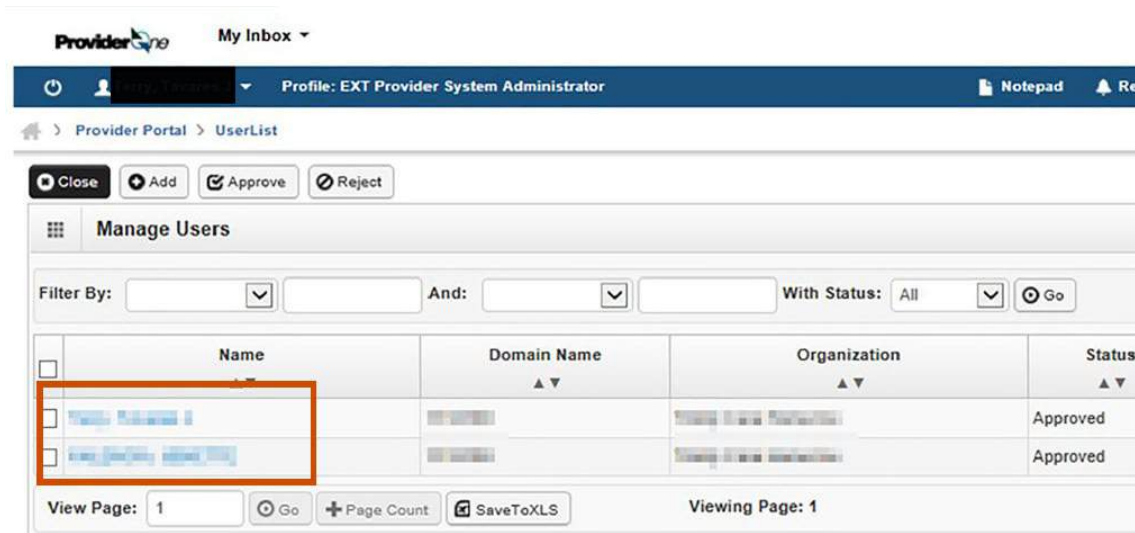 ProviderOne My Inbox
Profile: EXT Provider System Administrator Notepad Re
Provider Portal > UserList
Close Add Approve Reject
Manage Users
Filter By: And: With Status: All Go
Name Domain Name Organization Status
Approved
Approved
View Page: 1 Go Page Count SaveToXLS Viewing Page: 1